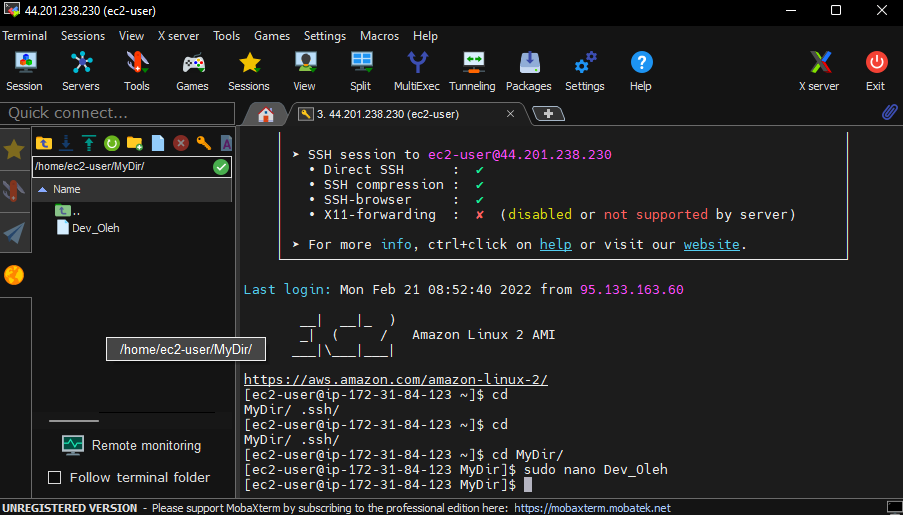 44.201.238.230 (ec2-user)
Terminal Sessions View X server Tools Games Settings Macros Help
Session Servers Tools Games Sessions View Split MultiExec Tunneling Packages Settings Help X server Exit
Quick connect...
3. 44.201.238.230 (ec2-user)
/home/ec2-user/MyDir/
Name
..
Dev_Oleh
/home/ec2-user/MyDir/
Remote monitoring
Follow terminal folder
➤ SSH session to ec2-user@44.201.238.230
• Direct SSH : ✔
• SSH compression : ✔
• SSH-browser : ✔
• X11-forwarding : ✘ (disabled or not supported by server)
➤ For more info, ctrl+click on help or visit our website.
Last login: Mon Feb 21 08:52:40 2022 from 95.133.163.60
__| __|_ )
_| ( / Amazon Linux 2 AMI
___|\___|___|
https://aws.amazon.com/amazon-linux-2/
[ec2-user@ip-172-31-84-123 ~]$ cd
MyDir/ .ssh/
[ec2-user@ip-172-31-84-123 ~]$ cd
MyDir/ .ssh/
[ec2-user@ip-172-31-84-123 ~]$ cd MyDir/
[ec2-user@ip-172-31-84-123 MyDir]$ sudo nano Dev_Oleh
[ec2-user@ip-172-31-84-123 MyDir]$
UNREGISTERED VERSION - Please support MobaXterm by subscribing to the professional edition here: https://mobaxterm.mobatek.net